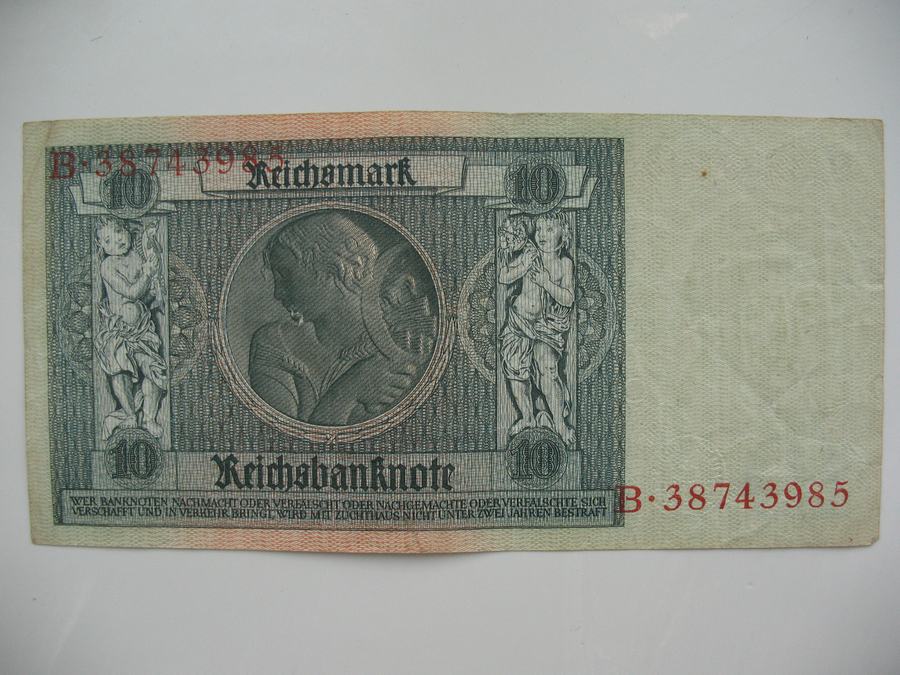 B·38743985
10 Reichsmark 10
10 Reichsbanknote 10
WER BANKNOTEN NACHMACHT ODER VERFÄLSCHT ODER NACHGEMACHTE ODER VERFÄLSCHTE SICH
VERSCHAFFT UND IN VERKEHR BRINGT, WIRD MIT ZUCHTHAUS NICHT UNTER ZWEI JAHREN BESTRAFT
B·38743985